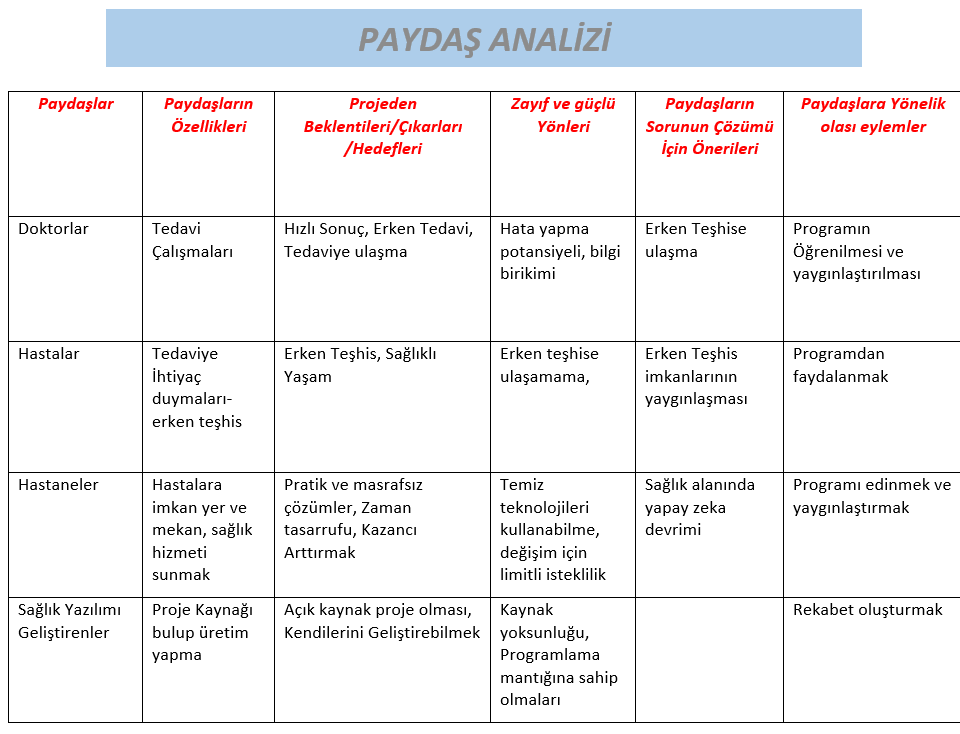 PAYDAŞ ANALİZİ
Paydaşlar
Paydaşların
Özellikleri
Projeden
Beklentileri/Çıkarları
/Hedefleri
Zayıf ve güçlü
Yönleri
Paydaşların
Sorunun Çözümü
İçin Önerileri
Paydaşlara Yönelik
olası eylemler
Doktorlar
Tedavi
Çalışmaları
Hızlı Sonuç, Erken Tedavi,
Tedaviye ulaşma
Hata yapma
potansiyeli, bilgi
birikimi
Erken Teşhise
ulaşma
Programın
Öğrenilmesi ve
yaygınlaştırılması
Hastalar
Tedaviye
İhtiyaç
duymaları-
erken teşhis
Erken Teşhis, Sağlıklı
Yaşam
Erken teşhise
ulaşamama,
Erken Teşhis
imkanlarının
yaygınlaşması
Programdan
faydalanmak
Hastaneler
Hastalara
imkan yer ve
mekan, sağlık
hizmeti
sunmak
Pratik ve masrafsız
çözümler, Zaman
tasarrufu, Kazancı
Arttırmak
Temiz
teknolojileri
kullanabilme,
değişim için
limitli isteklilik
Sağlık alanında
yapay zeka
devrimi
Programı edinmek ve
yaygınlaştırmak
Sağlık Yazılımı
Geliştirenler
Proje Kaynağı
bulup üretim
yapma
Açık kaynak proje olması,
Kendilerini Geliştirebilmek
Kaynak
yoksunluğu,
Programlama
mantığına sahip
olmaları
Rekabet oluşturmak